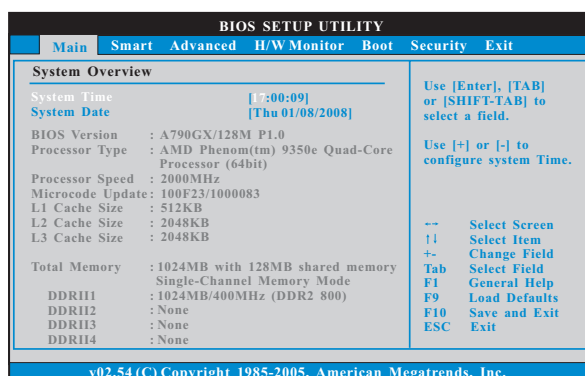 BIOS SETUP UTILITY
Main Smart Advanced H/W Monitor Boot Security Exit
System Overview
System Time [17:00:09]
System Date [Thu 01/08/2008]
BIOS Version : A790GX/128M P1.0
Processor Type : AMD Phenom(tm) 9350e Quad-Core
Processor (64bit)
Processor Speed : 2000MHz
Microcode Update : 100F23/1000083
L1 Cache Size : 512KB
L2 Cache Size : 2048KB
L3 Cache Size : 2048KB
Total Memory : 1024MB with 128MB shared memory
Single-Channel Memory Mode
DDRII1 : 1024MB/400MHz (DDR2 800)
DDRII2 : None
DDRII3 : None
DDRII4 : None
Use [Enter], [TAB]
or [SHIFT-TAB] to
select a field.
Use [+] or [-] to
configure system Time.
←→ Select Screen
↑↓ Select Item
+- Change Field
Tab Select Field
F1 General Help
F9 Load Defaults
F10 Save and Exit
ESC Exit
v02.54 (C) Copyright 1985-2005, American Megatrends, Inc.